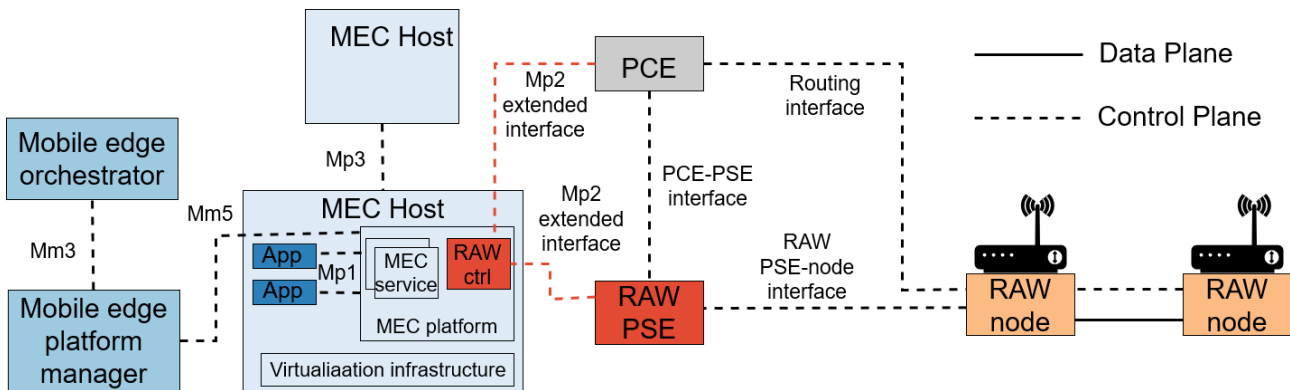 MEC Host
Mp3
Mobile edge
orchestrator
Mm3
Mobile edge
platform
manager
Mm5
MEC Host
App
App
Mp1
MEC
service
RAW
ctrl
MEC platform
Virtualiaation infrastructure
Mp2
extended
interface
Mp2
extended
interface
PCE
PCE-PSE
interface
RAW
PSE
Routing
interface
RAW
PSE-node
interface
Data Plane
Control Plane
RAW
node
RAW
node